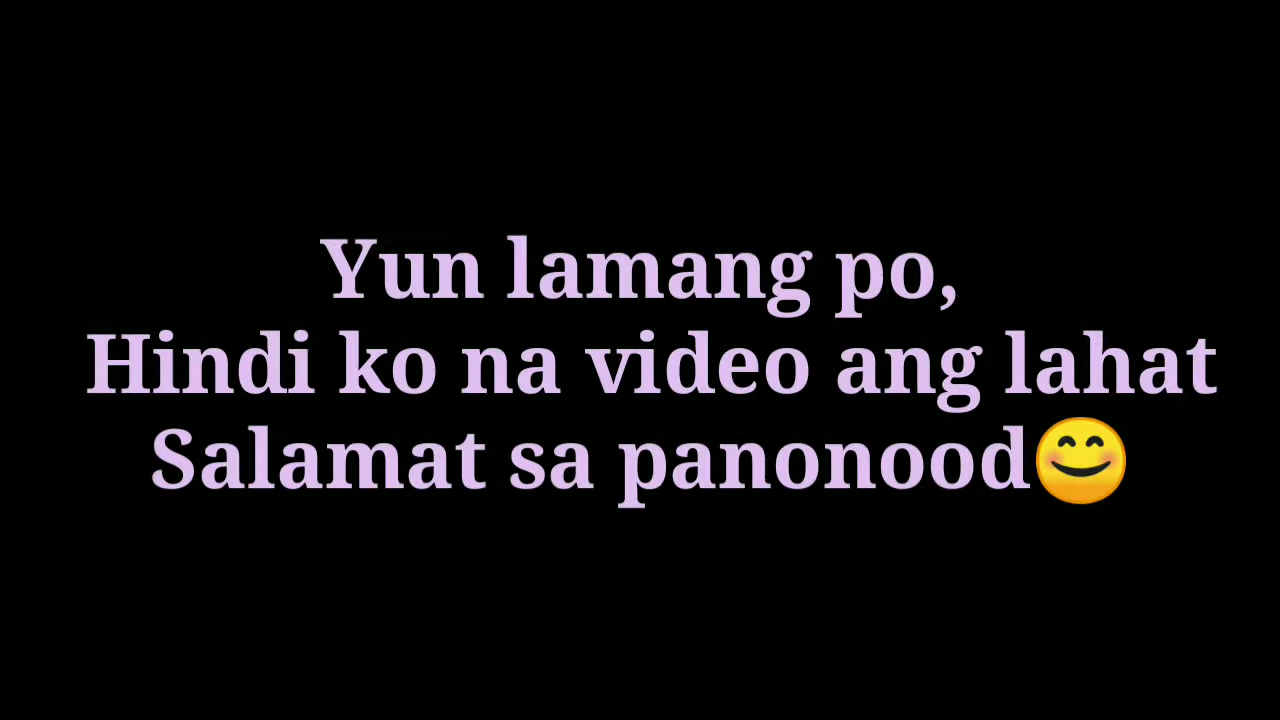 Yun lamang po,
Hindi ko na video ang lahat
Salamat sa panonood😊